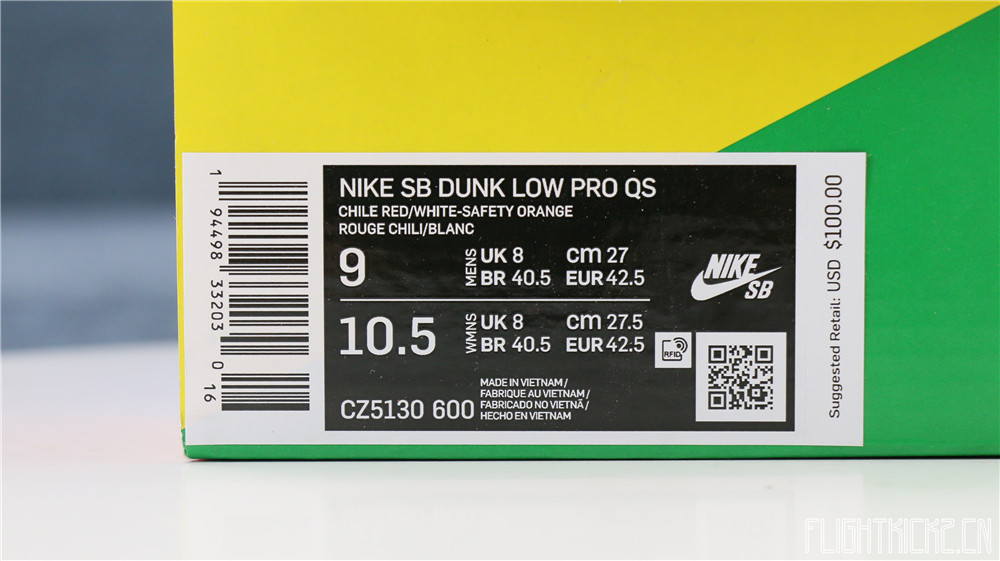 NIKE SB DUNK LOW PRO QS
CHILE RED/WHITE-SAFETY ORANGE
ROUGE CHILI/BLANC
9
MENS
UK 8 cm 27
BR 40.5 EUR 42.5
10.5
WMNS
UK 8 cm 27.5
BR 40.5 EUR 42.5
NIKE
SB
RFID
CZ5130 600
MADE IN VIETNAM/
FABRIQUE AU VIETNAM/
FABRICADO NO VIETNÃ/
HECHO EN VIETNAM
1 94498 33203 0 16
Suggested Retail: USD $100.00
FLIGHTKICKZ.CN